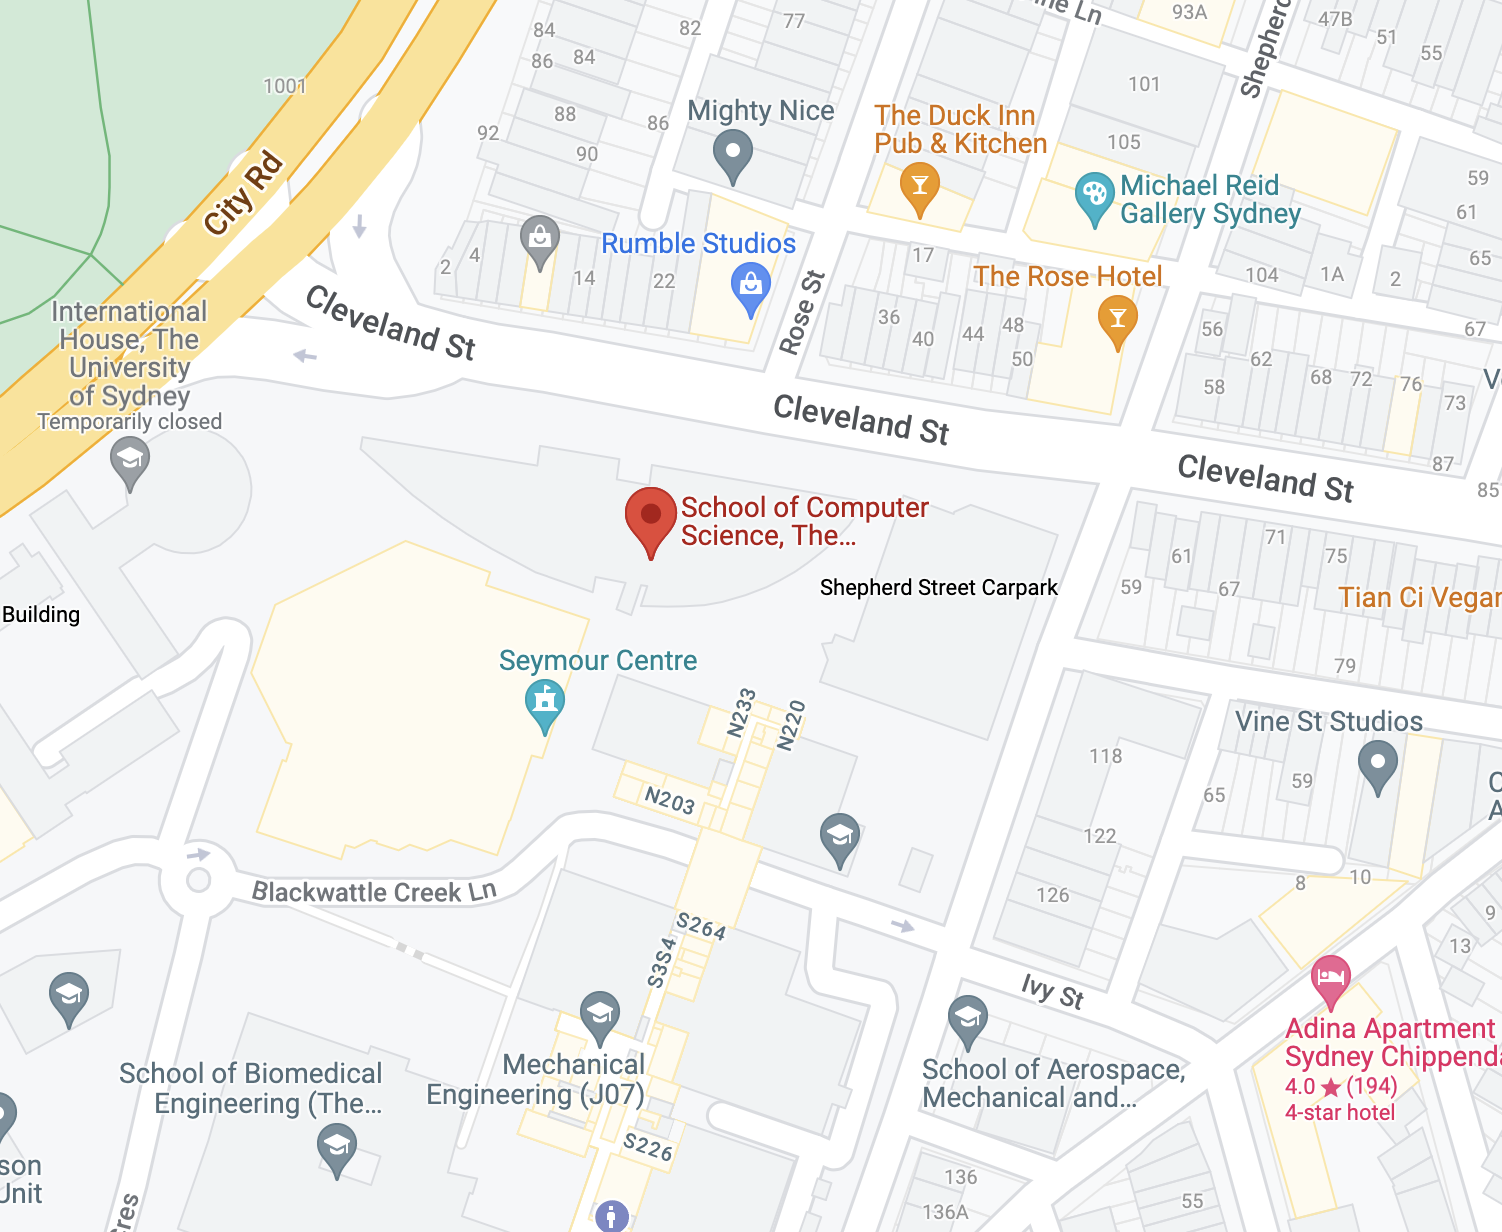 ne Ln
93A
Shepherd
47B
51
55
77
82
84
84
86
1001
88
86
92
90
Mighty Nice
The Duck Inn
Pub & Kitchen
101
105
Michael Reid
Gallery Sydney
59
61
65
City Rd
2
4
14
22
Rumble Studios
Rose St
17
The Rose Hotel
104
1A
2
67
36
40
44
48
50
56
62
58
68
72
76
73
87
85
Cleveland St
Cleveland St
Cleveland St
International
House, The
University
of Sydney
Temporarily closed
School of Computer
Science, The...
Shepherd Street Carpark
Building
61
71
75
59
67
79
Tian Ci Vegan
Seymour Centre
N233
N220
N203
Vine St Studios
118
65
59
122
126
8
10
9
13
Blackwattle Creek Ln
S264
S3S4
Ivy St
Adina Apartment
Sydney Chippenda
4.0 ★ (194)
4-star hotel
School of Biomedical
Engineering (The...
Mechanical
Engineering (J07)
School of Aerospace,
Mechanical and...
S226
son
Unit
cres
136
136A
55